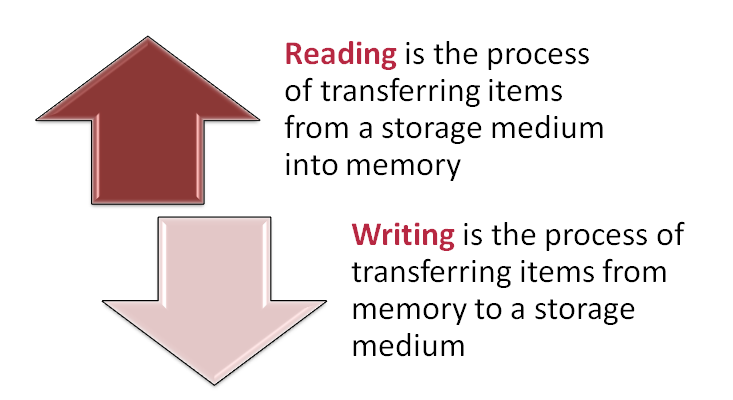 Reading is the process
of transferring items
from a storage medium
into memory
Writing is the process of
transferring items from
memory to a storage
medium